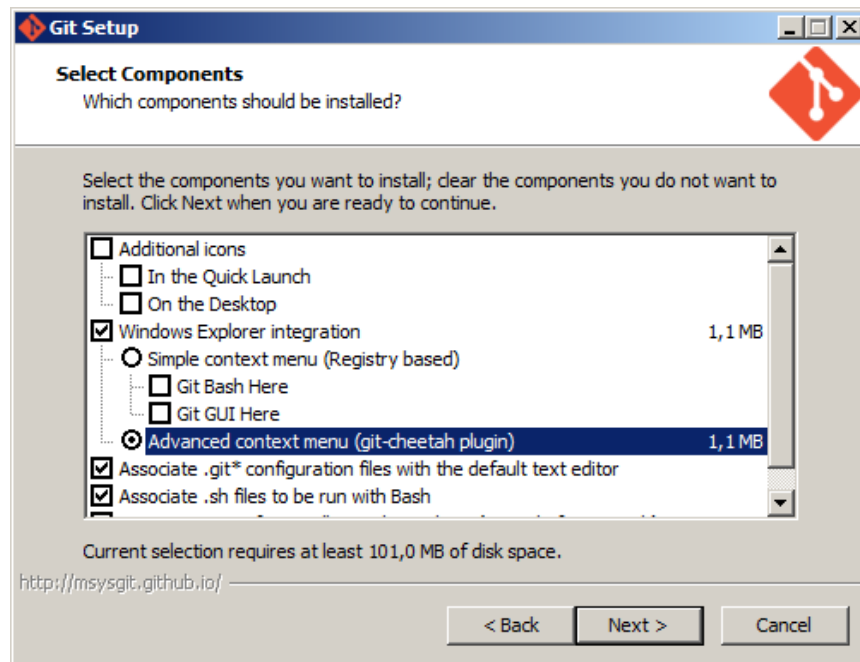 Git Setup
Select Components
Which components should be installed?
Select the components you want to install; clear the components you do not want to
install. Click Next when you are ready to continue.
Additional icons
In the Quick Launch
On the Desktop
Windows Explorer integration 1,1 MB
Simple context menu (Registry based)
Git Bash Here
Git GUI Here
Advanced context menu (git-cheetah plugin) 1,1 MB
Associate .git* configuration files with the default text editor
Associate .sh files to be run with Bash
Current selection requires at least 101,0 MB of disk space.
http://msysgit.github.io/
< Back Next > Cancel